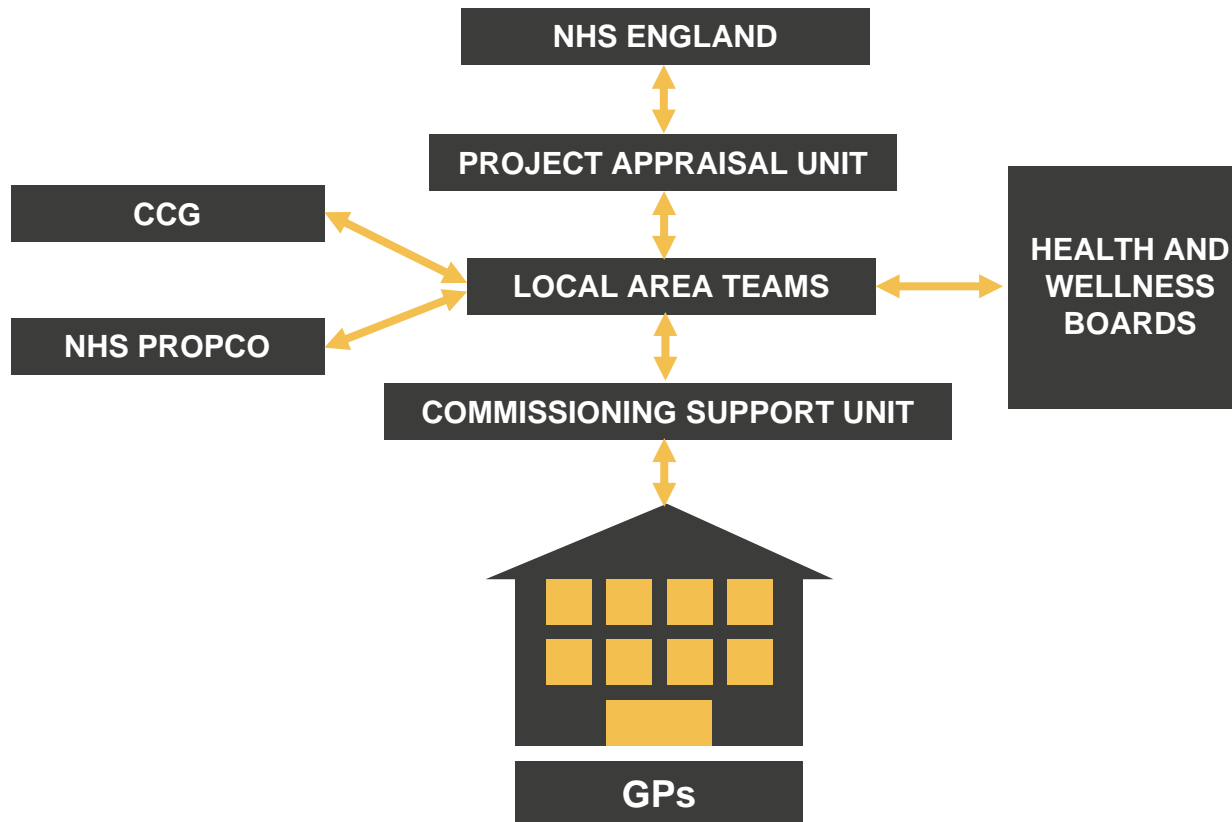 NHS ENGLAND
PROJECT APPRAISAL UNIT
CCG
LOCAL AREA TEAMS
NHS PROPCO
HEALTH AND
WELLNESS
BOARDS
COMMISSIONING SUPPORT UNIT
GPs